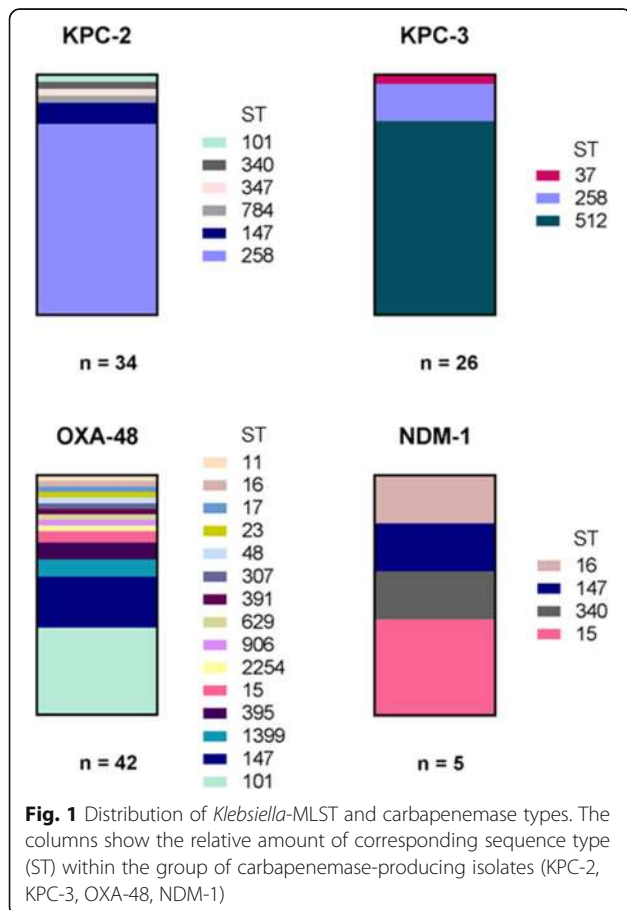 KPC-2
ST
101
340
347
784
147
258
n = 34
KPC-3
ST
37
258
512
n = 26
OXA-48
ST
11
16
17
23
48
307
391
629
906
2254
15
395
1399
147
101
n = 42
NDM-1
ST
16
147
340
15
n = 5
Fig. 1 Distribution of Klebsiella-MLST and carbapenemase types. The
columns show the relative amount of corresponding sequence type
(ST) within the group of carbapenemase-producing isolates (KPC-2,
KPC-3, OXA-48, NDM-1)